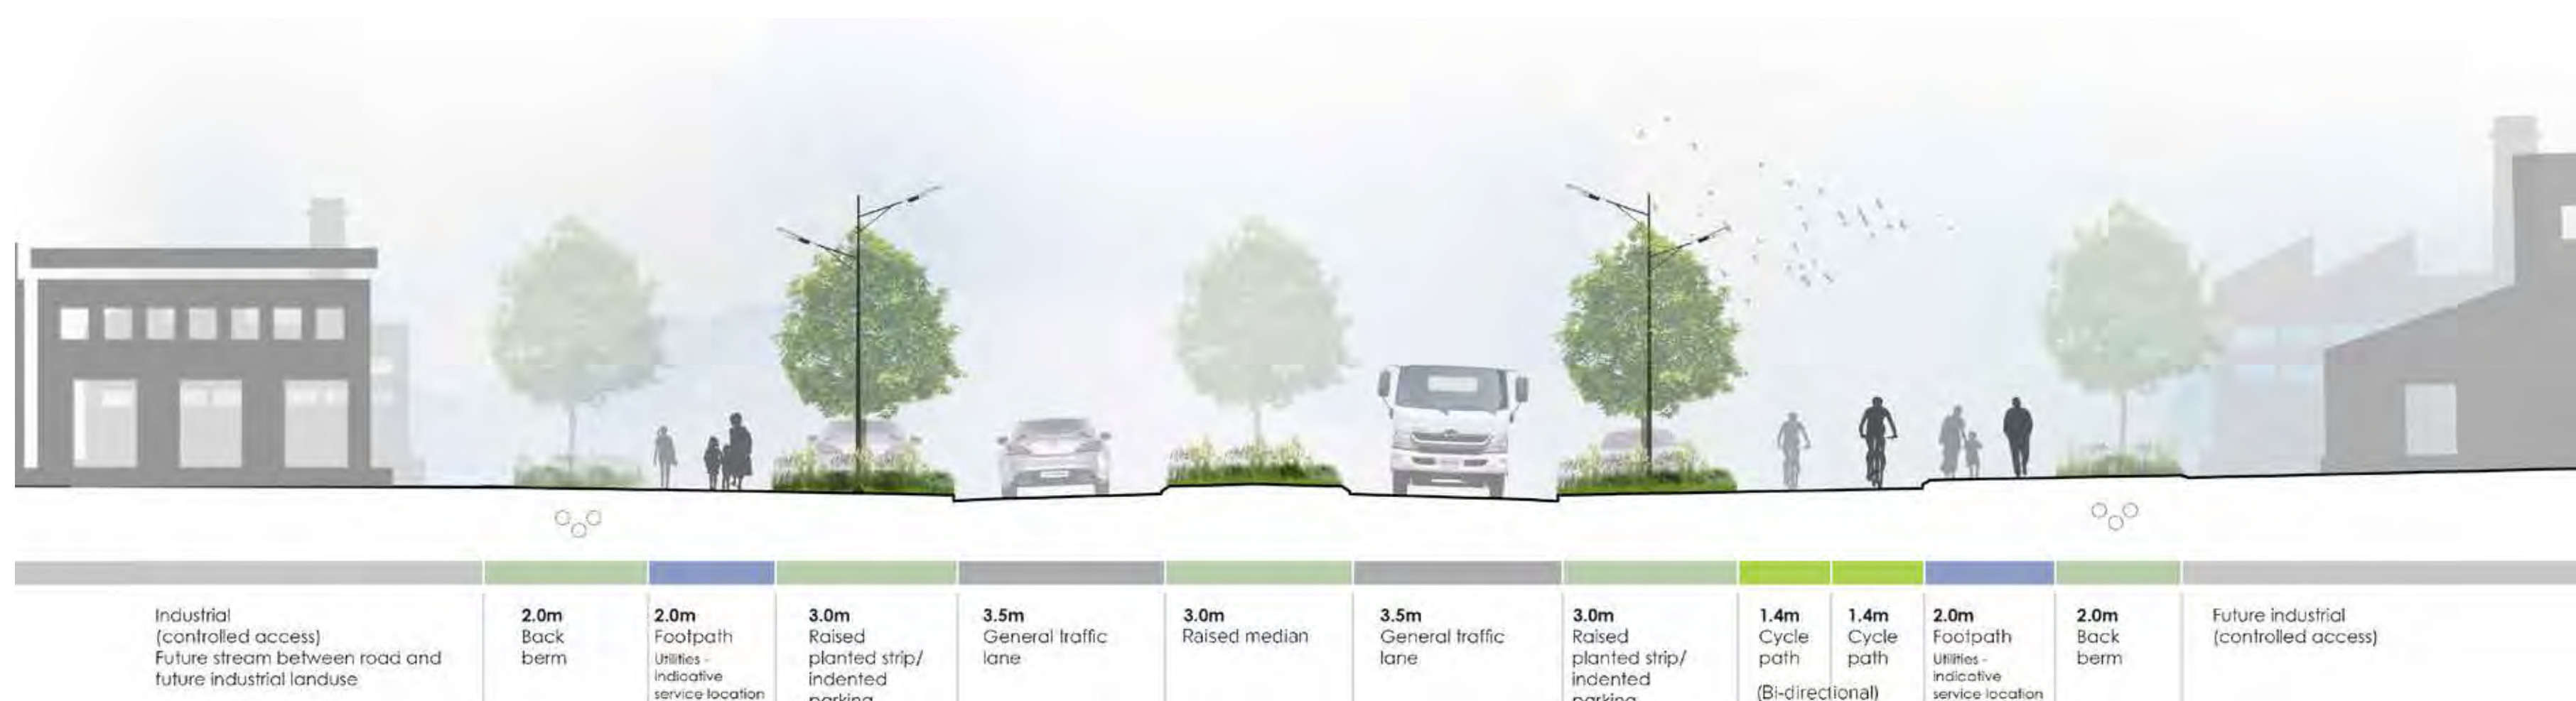 Industrial
(controlled access)
Future stream between road and
future industrial landuse
2.0m
Back
berm
2.0m
Footpath
Utilities -
indicative
service location
3.0m
Raised
planted strip/
indented
parking
3.5m
General traffic
lane
3.0m
Raised median
3.5m
General traffic
lane
3.0m
Raised
planted strip/
indented
parking
1.4m
Cycle
path
1.4m
Cycle
path
(Bi-directional)
2.0m
Footpath
Utilities -
indicative
service location
2.0m
Back
berm
Future industrial
(controlled access)